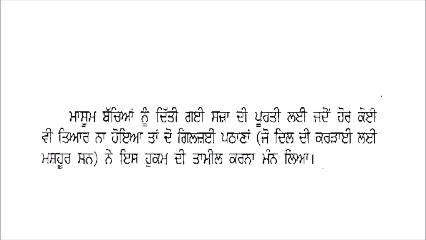 ਮਾਸੂਮ ਬੱਚਿਆਂ ਨੂੰ ਦਿੱਤੀ ਗਈ ਸਜ਼ਾ ਦੀ ਪੂਰਤੀ ਲਈ ਜਦੋਂ ਹੋਰ ਕੋਈ
ਵੀ ਤਿਆਰ ਨਾ ਹੋਇਆ ਤਾਂ ਦੋ ਗਿਲਜ਼ਈ ਪਠਾਣਾਂ (ਜੋ ਦਿਲ ਦੀ ਕਰੜਾਈ ਲਈ
ਮਸ਼ਹੂਰ ਸਨ) ਨੇ ਇਸ ਹੁਕਮ ਦੀ ਤਾਮੀਲ ਕਰਨਾ ਮੰਨ ਲਿਆ।